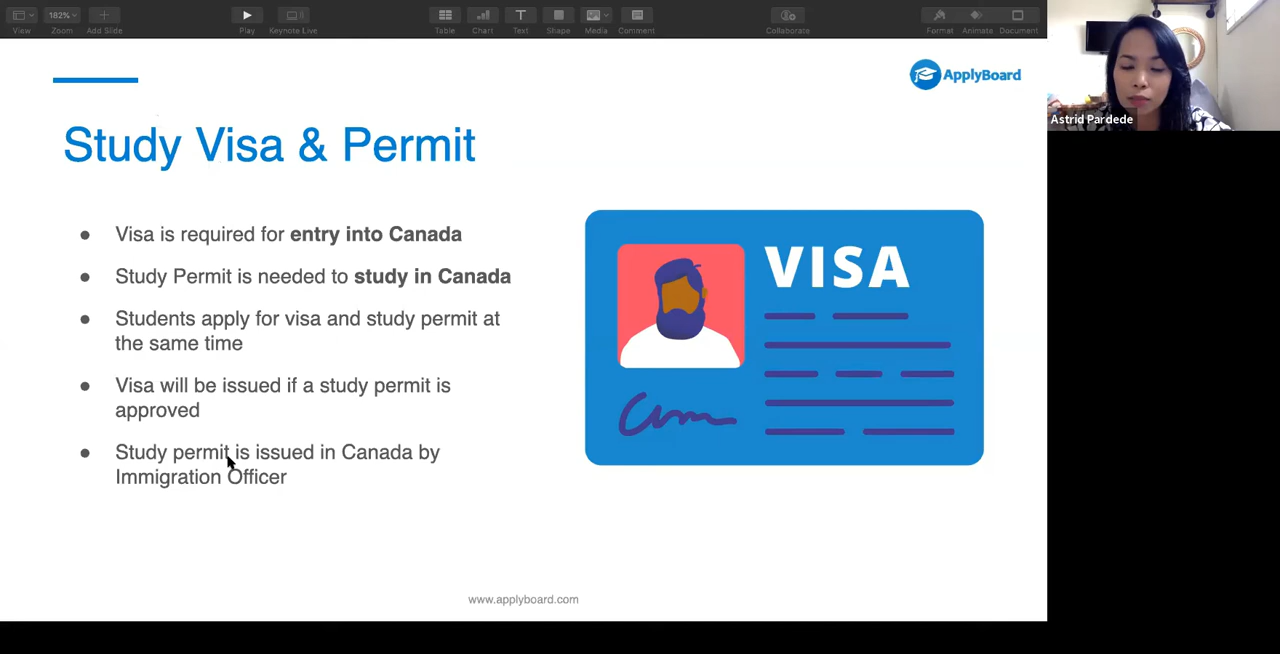 182%
View
Zoom
Add Slide
Play
Keynote Live
Table
Chart
Text
Shape
Media
Comment
Collaborate
Format
Animate
Document
ApplyBoard
Astrid Pardede
Study Visa & Permit
● Visa is required for entry into Canada
● Study Permit is needed to study in Canada
● Students apply for visa and study permit at
the same time
● Visa will be issued if a study permit is
approved
● Study permit is issued in Canada by
Immigration Officer
VISA
www.applyboard.com